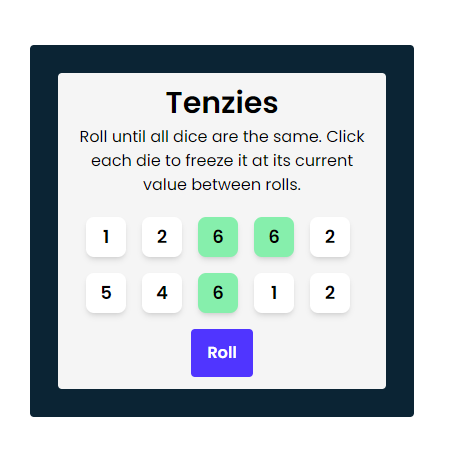 Tenzies
Roll until all dice are the same. Click
each die to freeze it at its current
value between rolls.
1 2 6 6 2
5 4 6 1 2
Roll